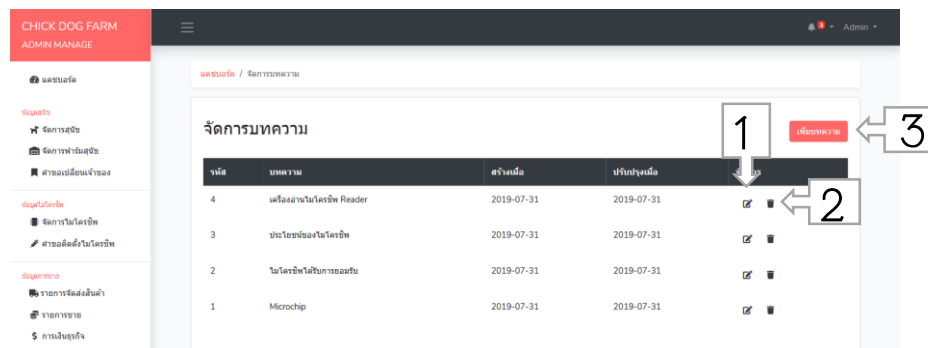 CHICK DOG FARM
ADMIN MANAGE
3
Admin
แดชบอร์ด
แดชบอร์ด / จัดการบทความ
ข้อมูลสุนัข
จัดการสุนัข
จัดการฟาร์มสุนัข
คำขอเปลี่ยนเจ้าของ
ข้อมูลไมโครชิพ
จัดการไมโครชิพ
คำขอติดตั้งไมโครชิพ
ข้อมูลการขาย
รายการจัดส่งสินค้า
รายการขาย
การเงินธุรกิจ
จัดการบทความ
1
เพิ่มบทความ
3
รหัส บทความ สร้างเมื่อ ปรับปรุงเมื่อ
4 เครื่องอ่านไมโครชิพ Reader 2019-07-31 2019-07-31
2
3 ประโยชน์ของไมโครชิพ 2019-07-31 2019-07-31
2 ไมโครชิพได้รับการยอมรับ 2019-07-31 2019-07-31
1 Microchip 2019-07-31 2019-07-31